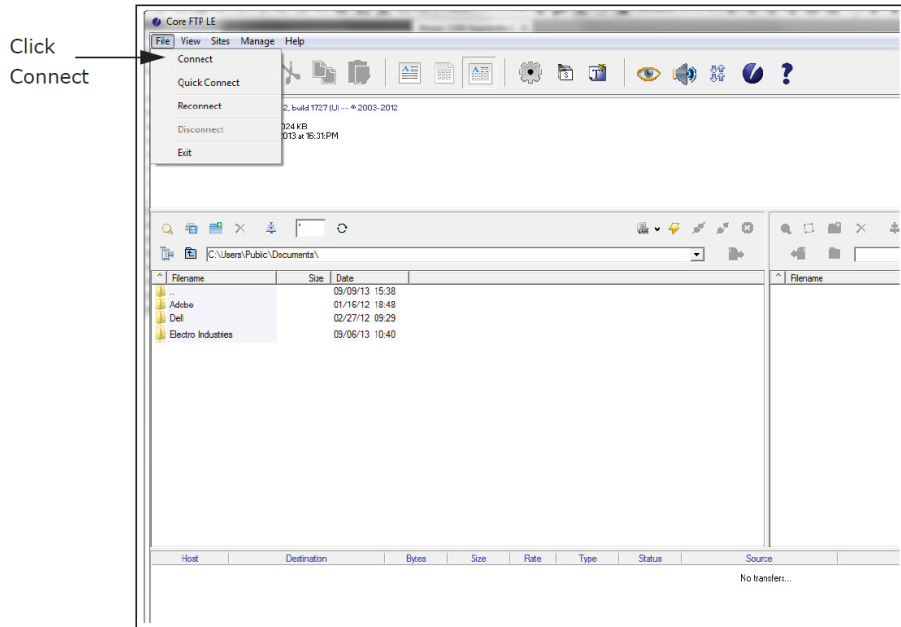 Click
Connect
Core FTP LE
File View Sites Manage Help
Connect
Quick Connect
Reconnect
Disconnect
Exit
2, build 1727 (U) -- © 2003-2012
024 KB
013 at 16:31:PM
C:\Users\Public\Documents\
^ Filename Size Date
.. 09/09/13 15:38
Adobe 01/16/12 18:48
Dell 02/27/12 09:29
Electro Industries 09/06/13 10:40
^ Filename
Host Destination Bytes Size Rate Type Status Source
No transfers...